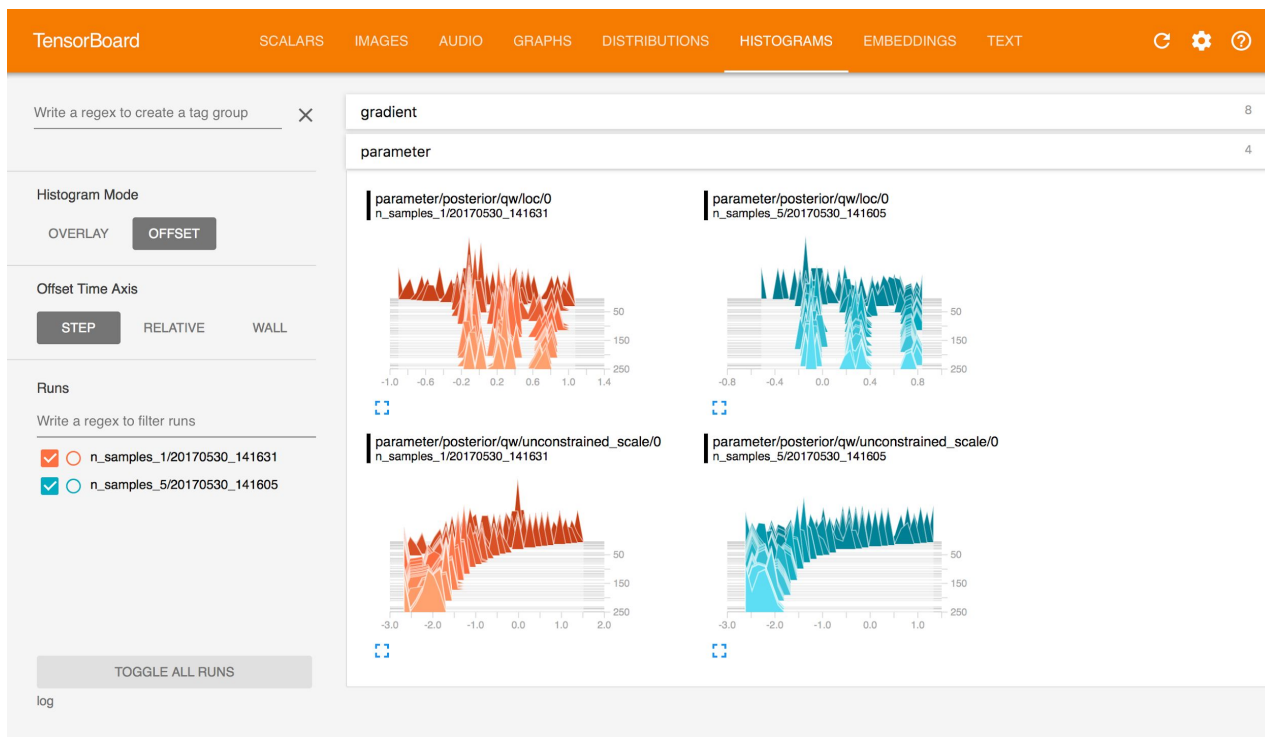 TensorBoard SCALARS IMAGES AUDIO GRAPHS DISTRIBUTIONS HISTOGRAMS EMBEDDINGS TEXT
Write a regex to create a tag group
Histogram Mode
OVERLAY OFFSET
Offset Time Axis
STEP RELATIVE WALL
Runs
Write a regex to filter runs
n_samples_1/20170530_141631
n_samples_5/20170530_141605
TOGGLE ALL RUNS
log
gradient 8
parameter 4
parameter/posterior/qw/loc/0
n_samples_1/20170530_141631
50
150
250
-1.0 -0.6 -0.2 0.2 0.6 1.0 1.4
parameter/posterior/qw/loc/0
n_samples_5/20170530_141605
50
150
250
-0.8 -0.4 0.0 0.4 0.8
parameter/posterior/qw/unconstrained_scale/0
n_samples_1/20170530_141631
50
150
250
-3.0 -2.0 -1.0 0.0 1.0 2.0
parameter/posterior/qw/unconstrained_scale/0
n_samples_5/20170530_141605
50
150
250
-3.0 -2.0 -1.0 0.0 1.0